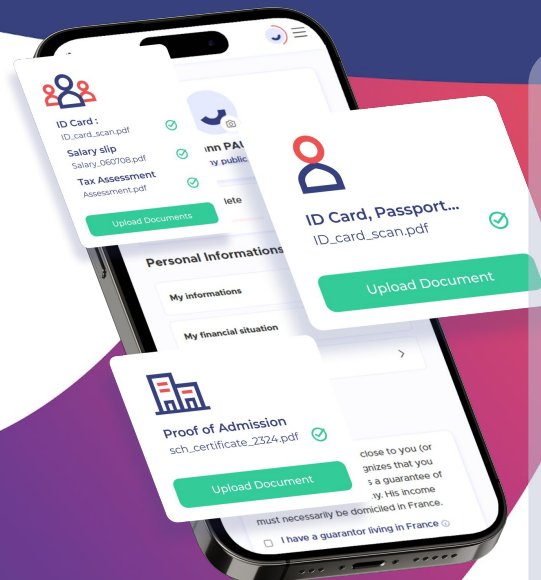 ID Card :
ID_card_scan.pdf
Salary slip
Salary_060708.pdf
Tax Assessment
Assessment.pdf
Upload Documents
ID Card, Passport...
ID_card_scan.pdf
Upload Document
Personal Informations
My informations
My financial situation
Proof of Admission
sch_certificate_2324.pdf
Upload Document
close to you (or
that you
s a guarantee of
His income
must necessarily be domiciled in France.
I have a guarantor living in France